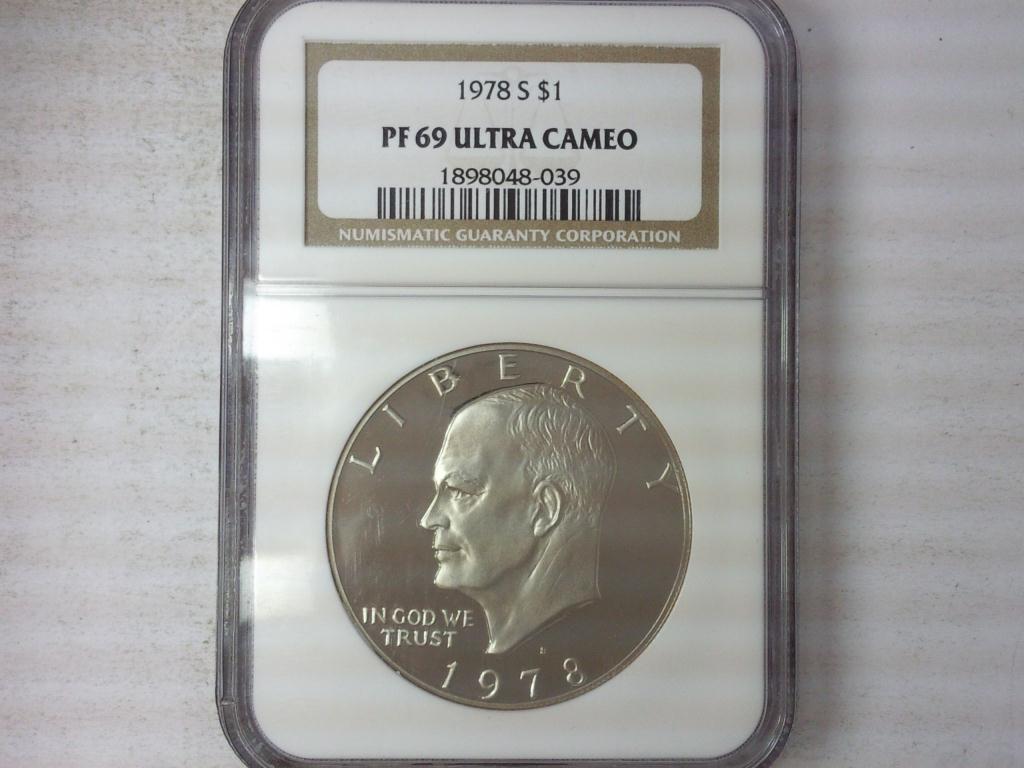 1978 S $1
PF 69 ULTRA CAMEO
1898048-039
NUMISMATIC GUARANTY CORPORATION
LIBERTY
IN GOD WE
TRUST
S
1978